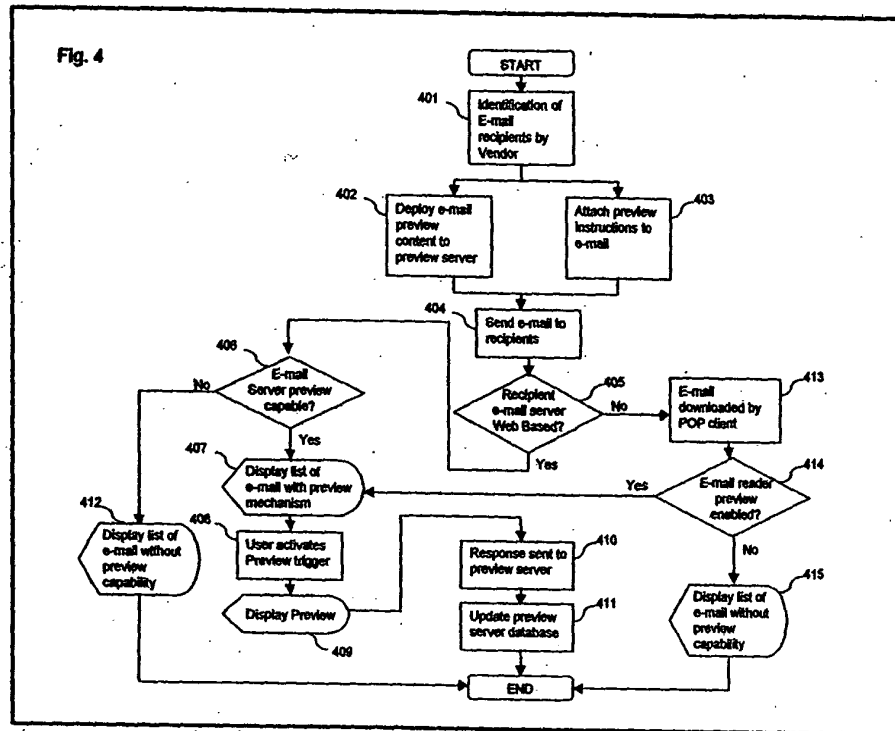 Fig. 4
START
401
Identification of
E-mail
recipients by
Vendor
402
Deploy e-mail
preview
content to
preview server
403
Attach preview
instructions to
e-mail
404
Send e-mail to
recipients
406
E-mail
Server preview
capable?
No
Yes
405
Recipient
e-mail server
Web Based?
No
Yes
413
E-mail
downloaded by
POP client
407
Display list of
e-mail with preview
mechanism
414
E-mail reader
preview
enabled?
Yes
No
412
Display list of
e-mail without
preview
capability
406
User activates
Preview trigger
410
Response sent to
preview server
415
Display list of
e-mail without
preview
capability
Display Preview
409
Update preview
server database
411
END